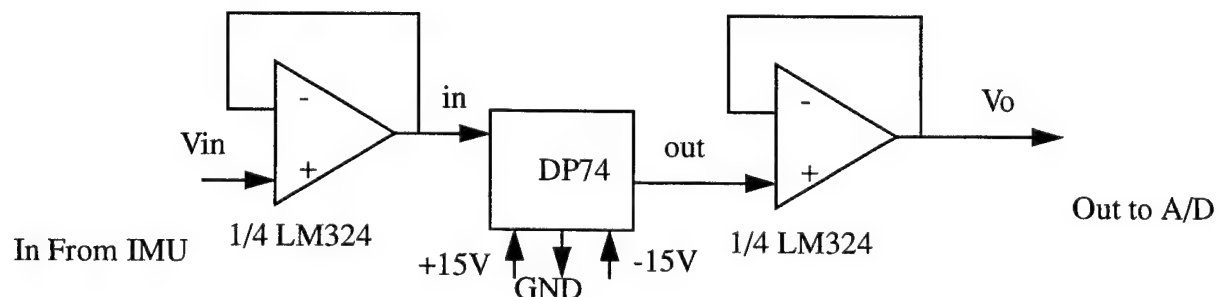 in
Vo
Vin
-
+
DP74
out
-
+
In From IMU
1/4 LM324
+15V
GND
-15V
1/4 LM324
Out to A/D